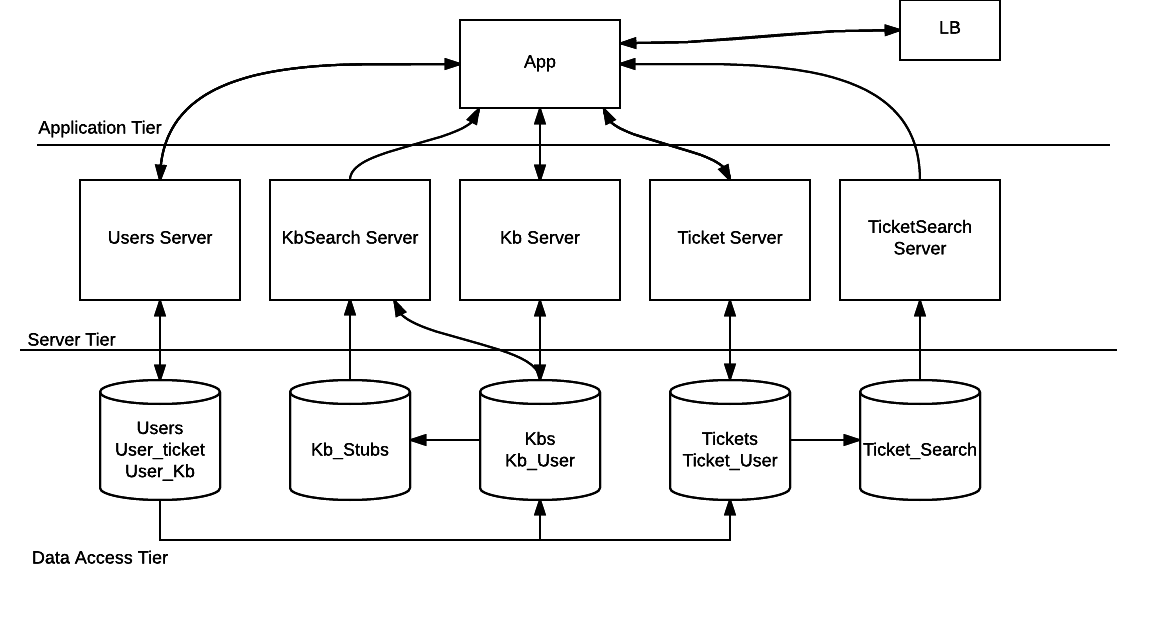 LB
App
Application Tier
Users Server
KbSearch Server
Kb Server
Ticket Server
TicketSearch
Server
Server Tier
Users
User_ticket
User_Kb
Kb_Stubs
Kbs
Kb_User
Tickets
Ticket_User
Ticket_Search
Data Access Tier